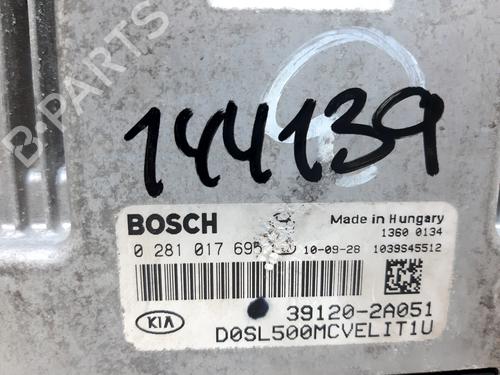 B-PARTS
144139
BOSCH
Made in Hungary
1360 0134
0 281 017 695
10-09-28
1039S45512
KIA
39120-2A051
D0SL500MCVELIT1U